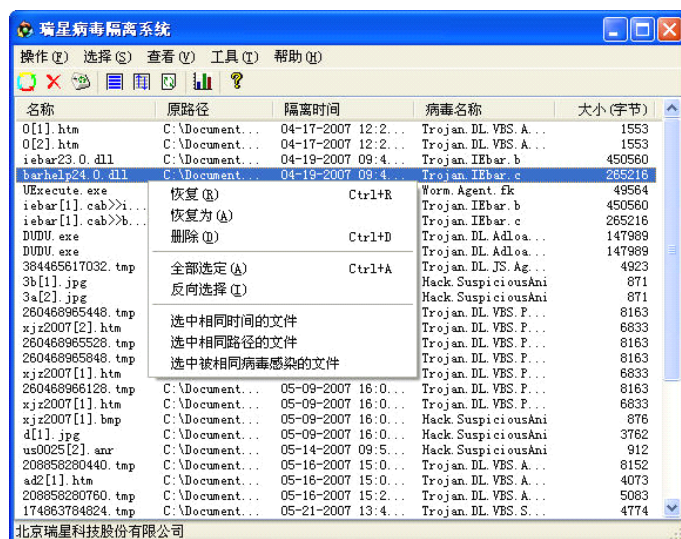 瑞星病毒隔离系统
操作(F) 选择(S) 查看(V) 工具(T) 帮助(H)
名称 原路径 隔离时间 病毒名称 大小(字节)
0[1].htm C:\Document... 04-17-2007 12:2... Trojan.DL.VBS.A... 1553
0[2].htm C:\Document... 04-17-2007 12:2... Trojan.DL.VBS.A... 1553
iebar23.0.dll C:\Document... 04-19-2007 09:4... Trojan.IEbar.b 450560
barhelp24.0.dll C:\Document... 04-19-2007 09:4... Trojan.IEbar.c 265216
UExecute.exe Worm.Agent.fk 49564
iebar[1].cab>>i... Trojan.IEbar.b 450560
iebar[1].cab>>b... Trojan.IEbar.c 265216
DUDU.exe Trojan.DL.Adloa... 147989
DUDU.exe Trojan.DL.Adloa... 147989
384465617032.tmp Trojan.DL.JS.Ag... 4923
3b[1].jpg Hack.SuspiciousAni 871
3a[2].jpg Hack.SuspiciousAni 871
260468965448.tmp Trojan.DL.VBS.P... 8163
xjz2007[2].htm Trojan.DL.VBS.P... 6833
260468965528.tmp Trojan.DL.VBS.P... 8163
260468965848.tmp Trojan.DL.VBS.P... 8163
xjz2007[1].htm Trojan.DL.VBS.P... 6833
260468966128.tmp C:\Document... 05-09-2007 16:0... Trojan.DL.VBS.P... 8163
xjz2007[1].htm C:\Document... 05-09-2007 16:0... Trojan.DL.VBS.P... 6833
xjz2007[1].bmp C:\Document... 05-09-2007 16:0... Hack.SuspiciousAni 876
d[1].jpg C:\Document... 05-09-2007 16:0... Hack.SuspiciousAni 3762
us0025[2].anr C:\Document... 05-14-2007 09:5... Hack.SuspiciousAni 912
208858280440.tmp C:\Document... 05-16-2007 15:0... Trojan.DL.VBS.A... 8152
ad2[1].htm C:\Document... 05-16-2007 15:0... Trojan.DL.VBS.A... 4073
208858280760.tmp C:\Document... 05-16-2007 15:2... Trojan.DL.VBS.A... 5083
174863784824.tmp C:\Document... 05-21-2007 13:4... Trojan.DL.VBS.S... 4774
恢复(R) Ctrl+R
恢复为(A)
删除(D) Ctrl+D
全部选定(A) Ctrl+A
反向选择(I)
选中相同时间的文件
选中相同路径的文件
选中被相同病毒感染的文件
北京瑞星科技股份有限公司